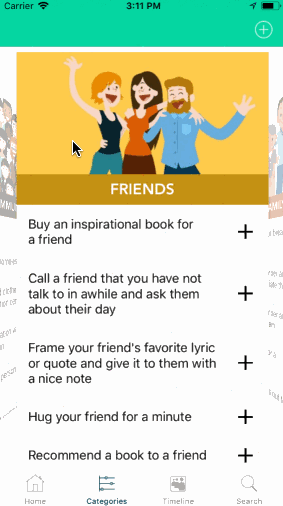 Carrier 3:11 PM
FRIENDS
Buy an inspirational book for
a friend
Call a friend that you have not
talk to in awhile and ask them
about their day
Frame your friend's favorite lyric
or quote and give it to them with
a nice note
Hug your friend for a minute
Recommend a book to a friend
Home Categories Timeline Search